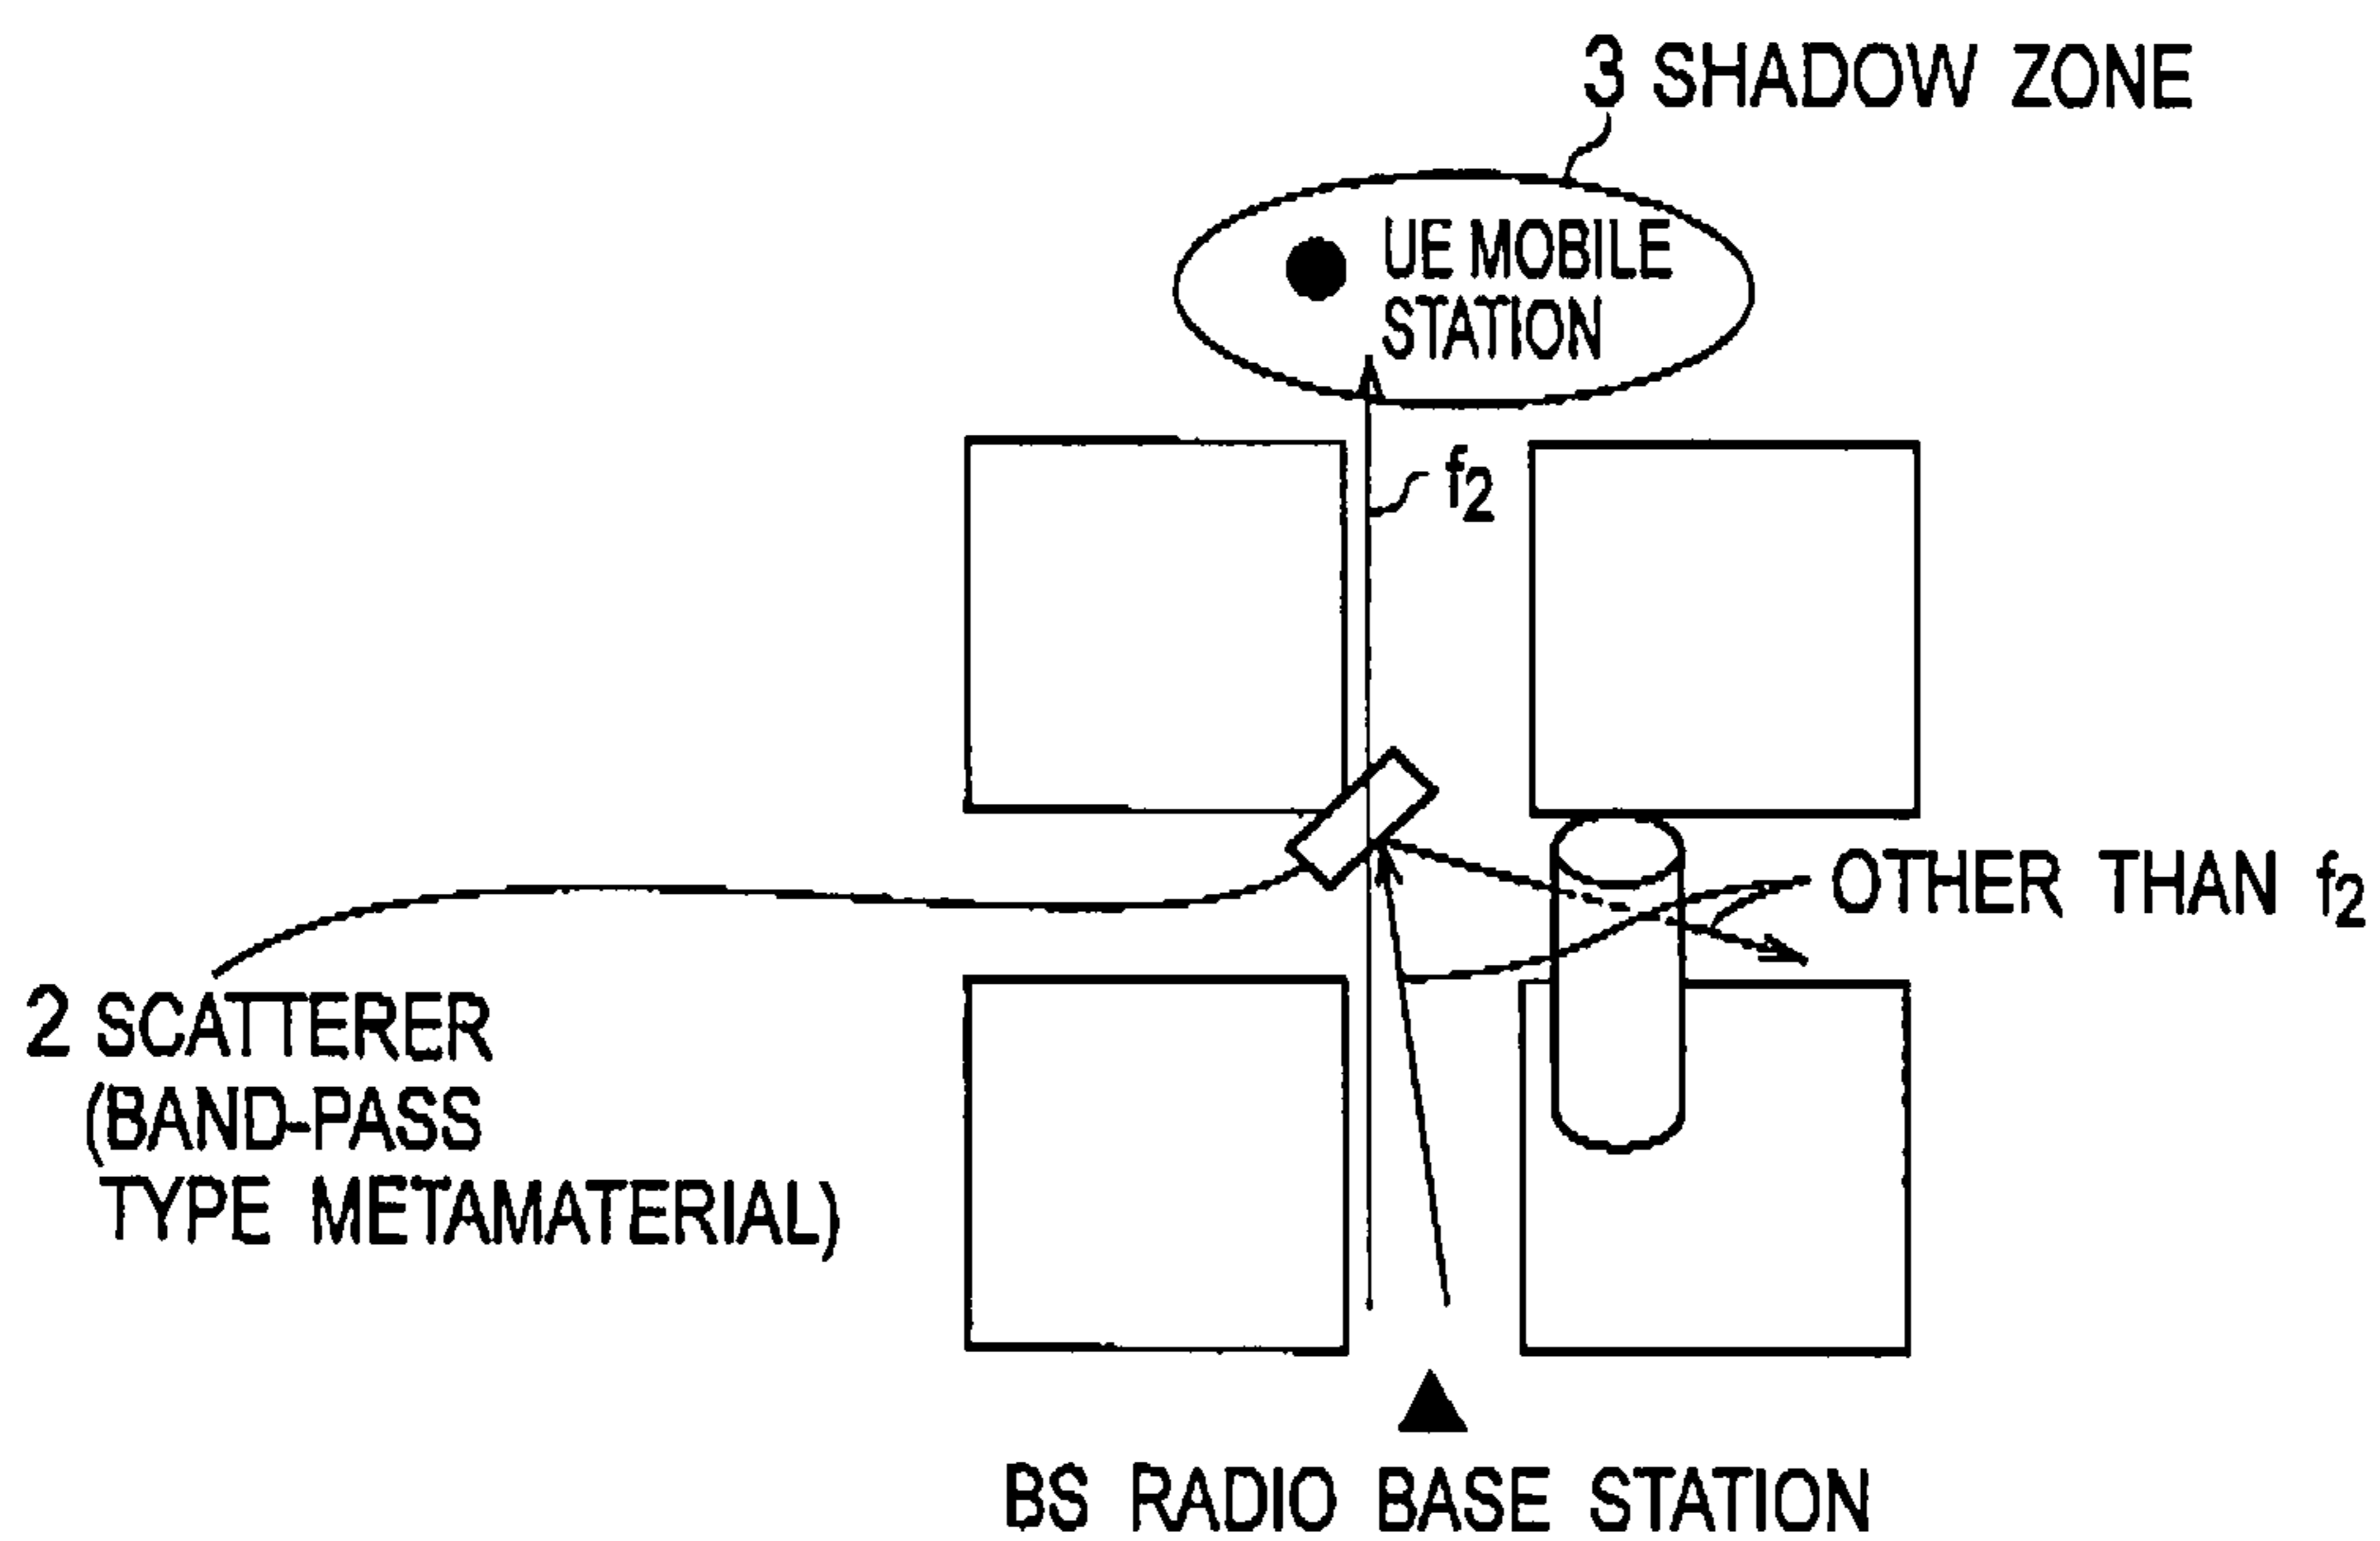 3 SHADOW ZONE
UE MOBILE
STATION
f2
OTHER THAN f2
2 SCATTERER
(BAND-PASS
TYPE METAMATERIAL)
BS RADIO BASE STATION